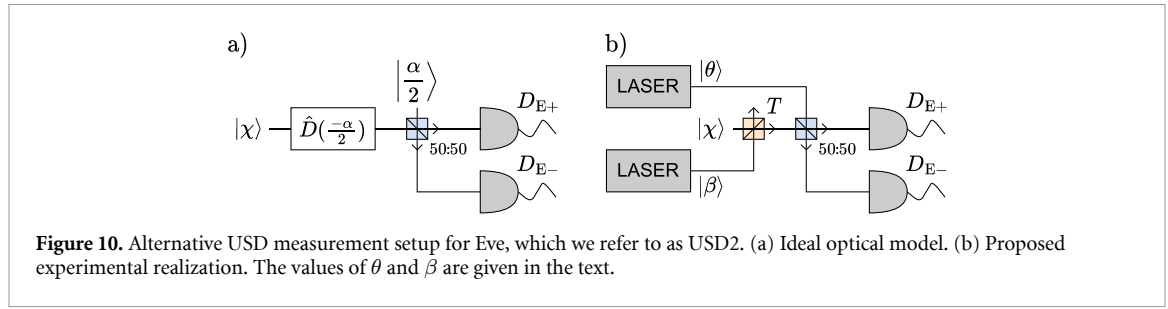 a)
|α/2⟩
|χ⟩
D̂(−α/2)
50:50
D_E+
D_E−
b)
LASER
|θ⟩
|χ⟩
T
50:50
LASER
|β⟩
D_E+
D_E−
Figure 10. Alternative USD measurement setup for Eve, which we refer to as USD2. (a) Ideal optical model. (b) Proposed
experimental realization. The values of θ and β are given in the text.